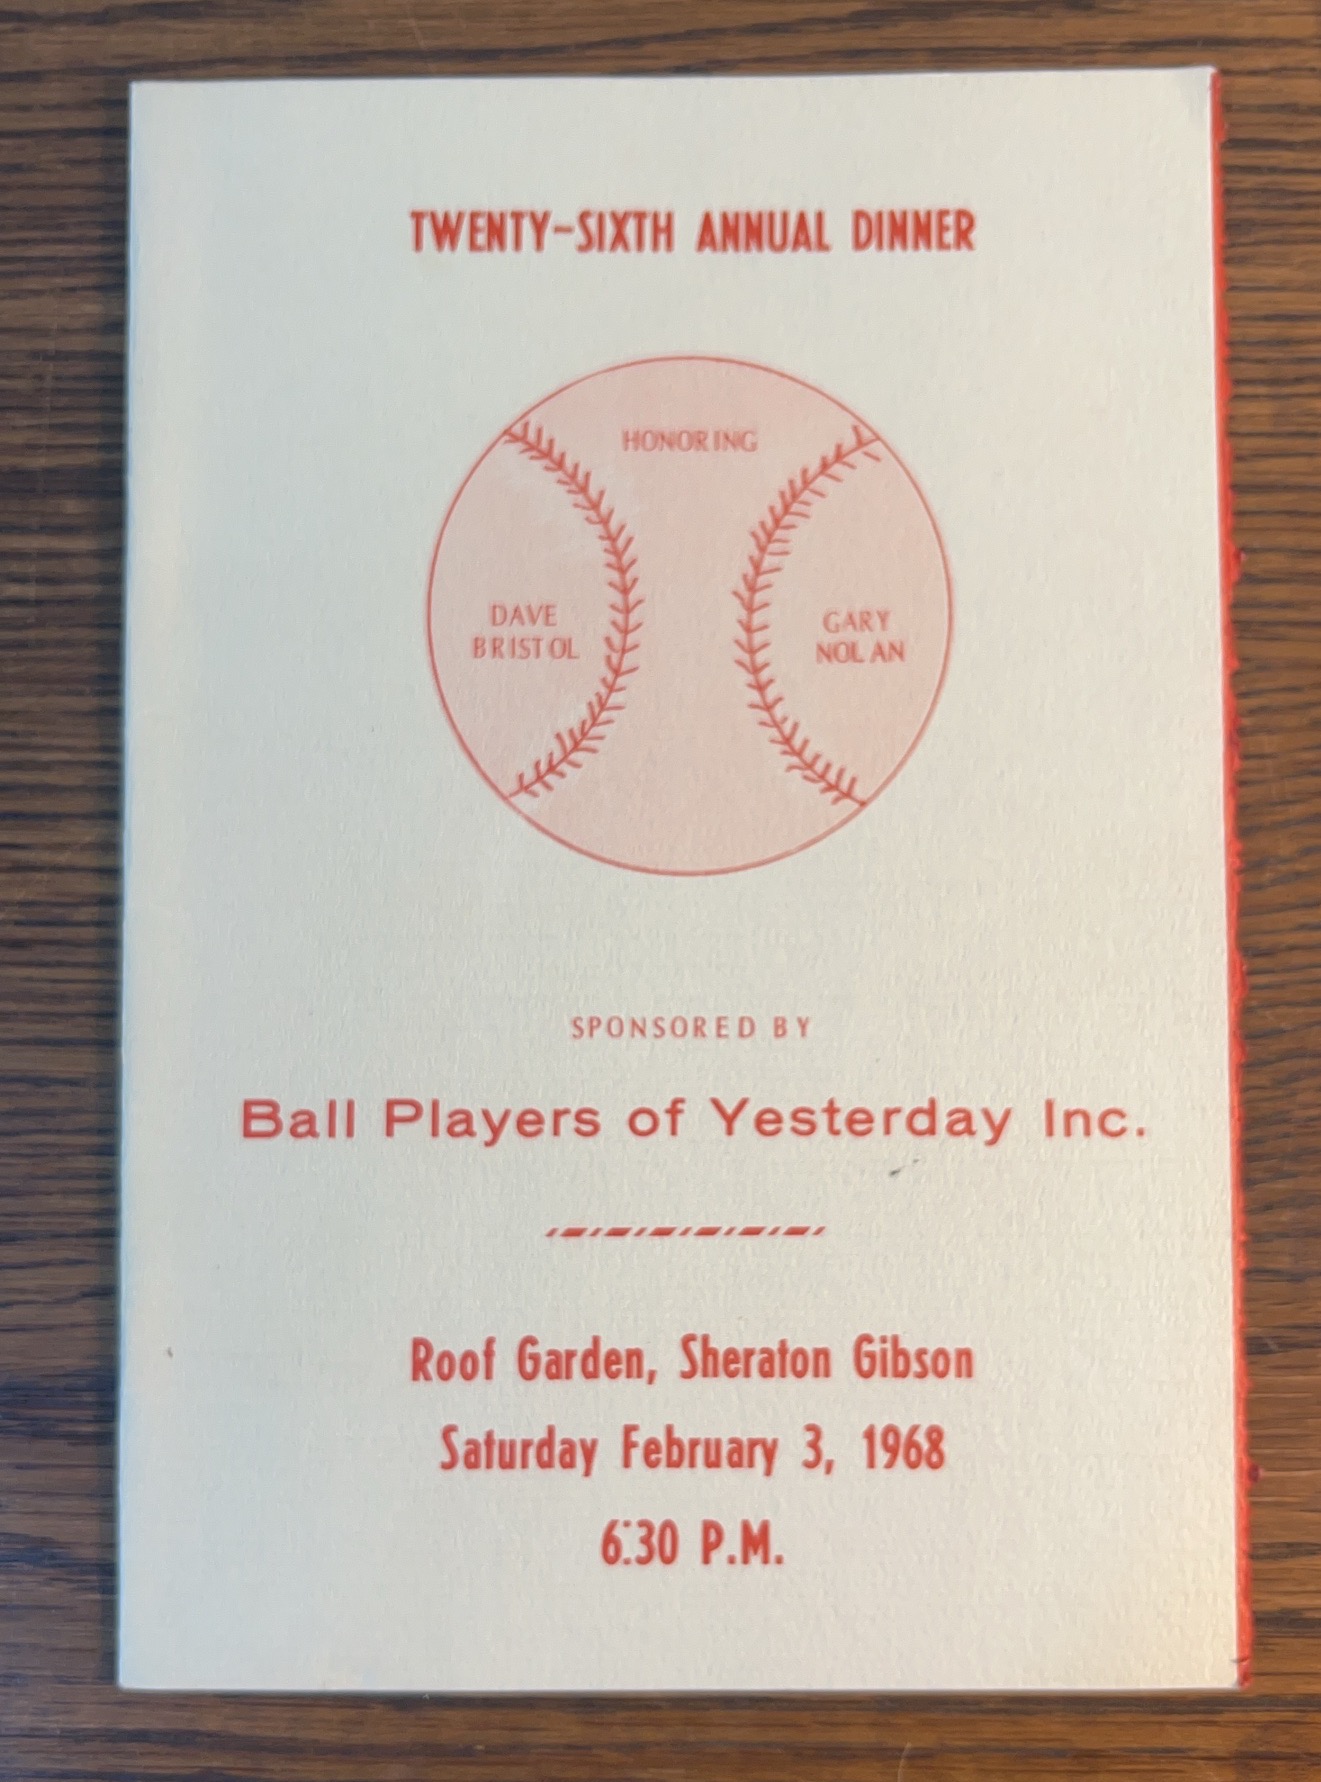 TWENTY-SIXTH ANNUAL DINNER
HONORING
DAVE
BRISTOL
GARY
NOLAN
SPONSORED BY
Ball Players of Yesterday Inc.
Roof Garden, Sheraton Gibson
Saturday February 3, 1968
6:30 P.M.